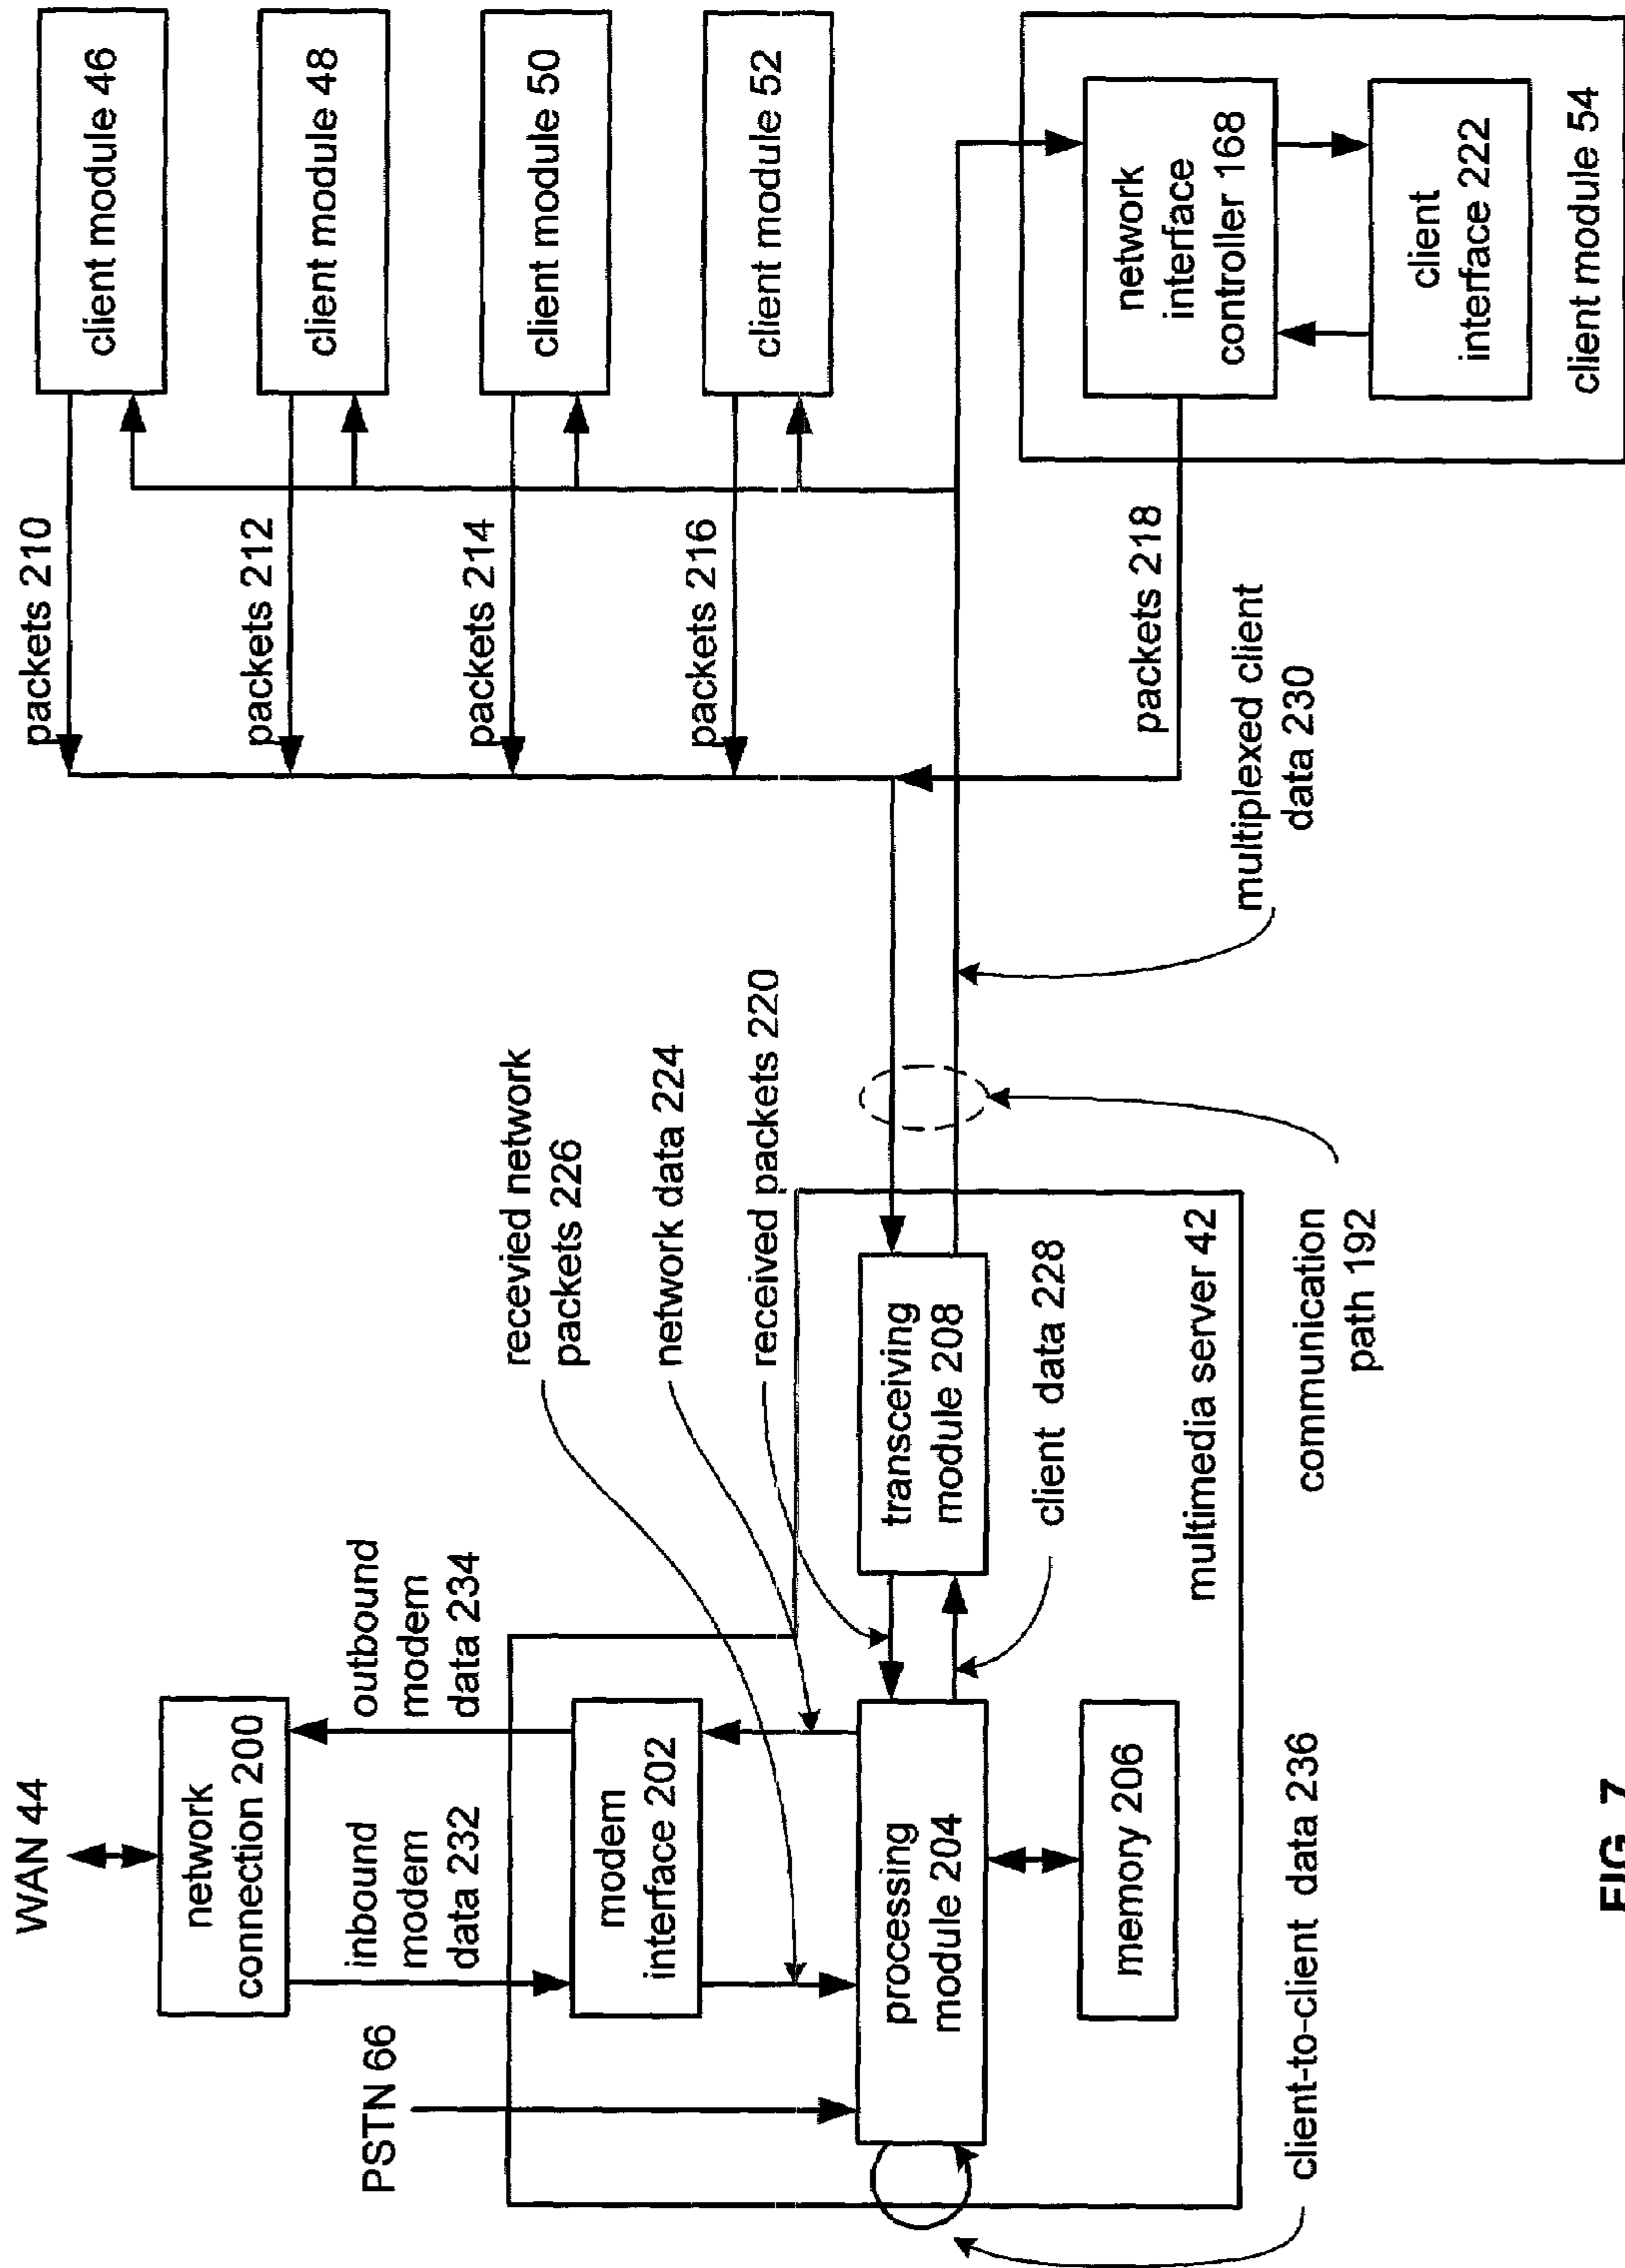 WAN 44
network
connection 200
inbound
modem
data 232
outbound
modem
data 234
PSTN 66
modem
interface 202
processing
module 204
memory 206
client-to-client data 236
recevied network
packets 226
network data 224
received packets 220
transceiving
module 208
client data 228
multimedia server 42
communication
path 192
multiplexed client
data 230
packets 210
packets 212
packets 214
packets 216
packets 218
client module 46
client module 48
client module 50
client module 52
network
interface
controller 168
client
interface 222
client module 54
FIG. 7